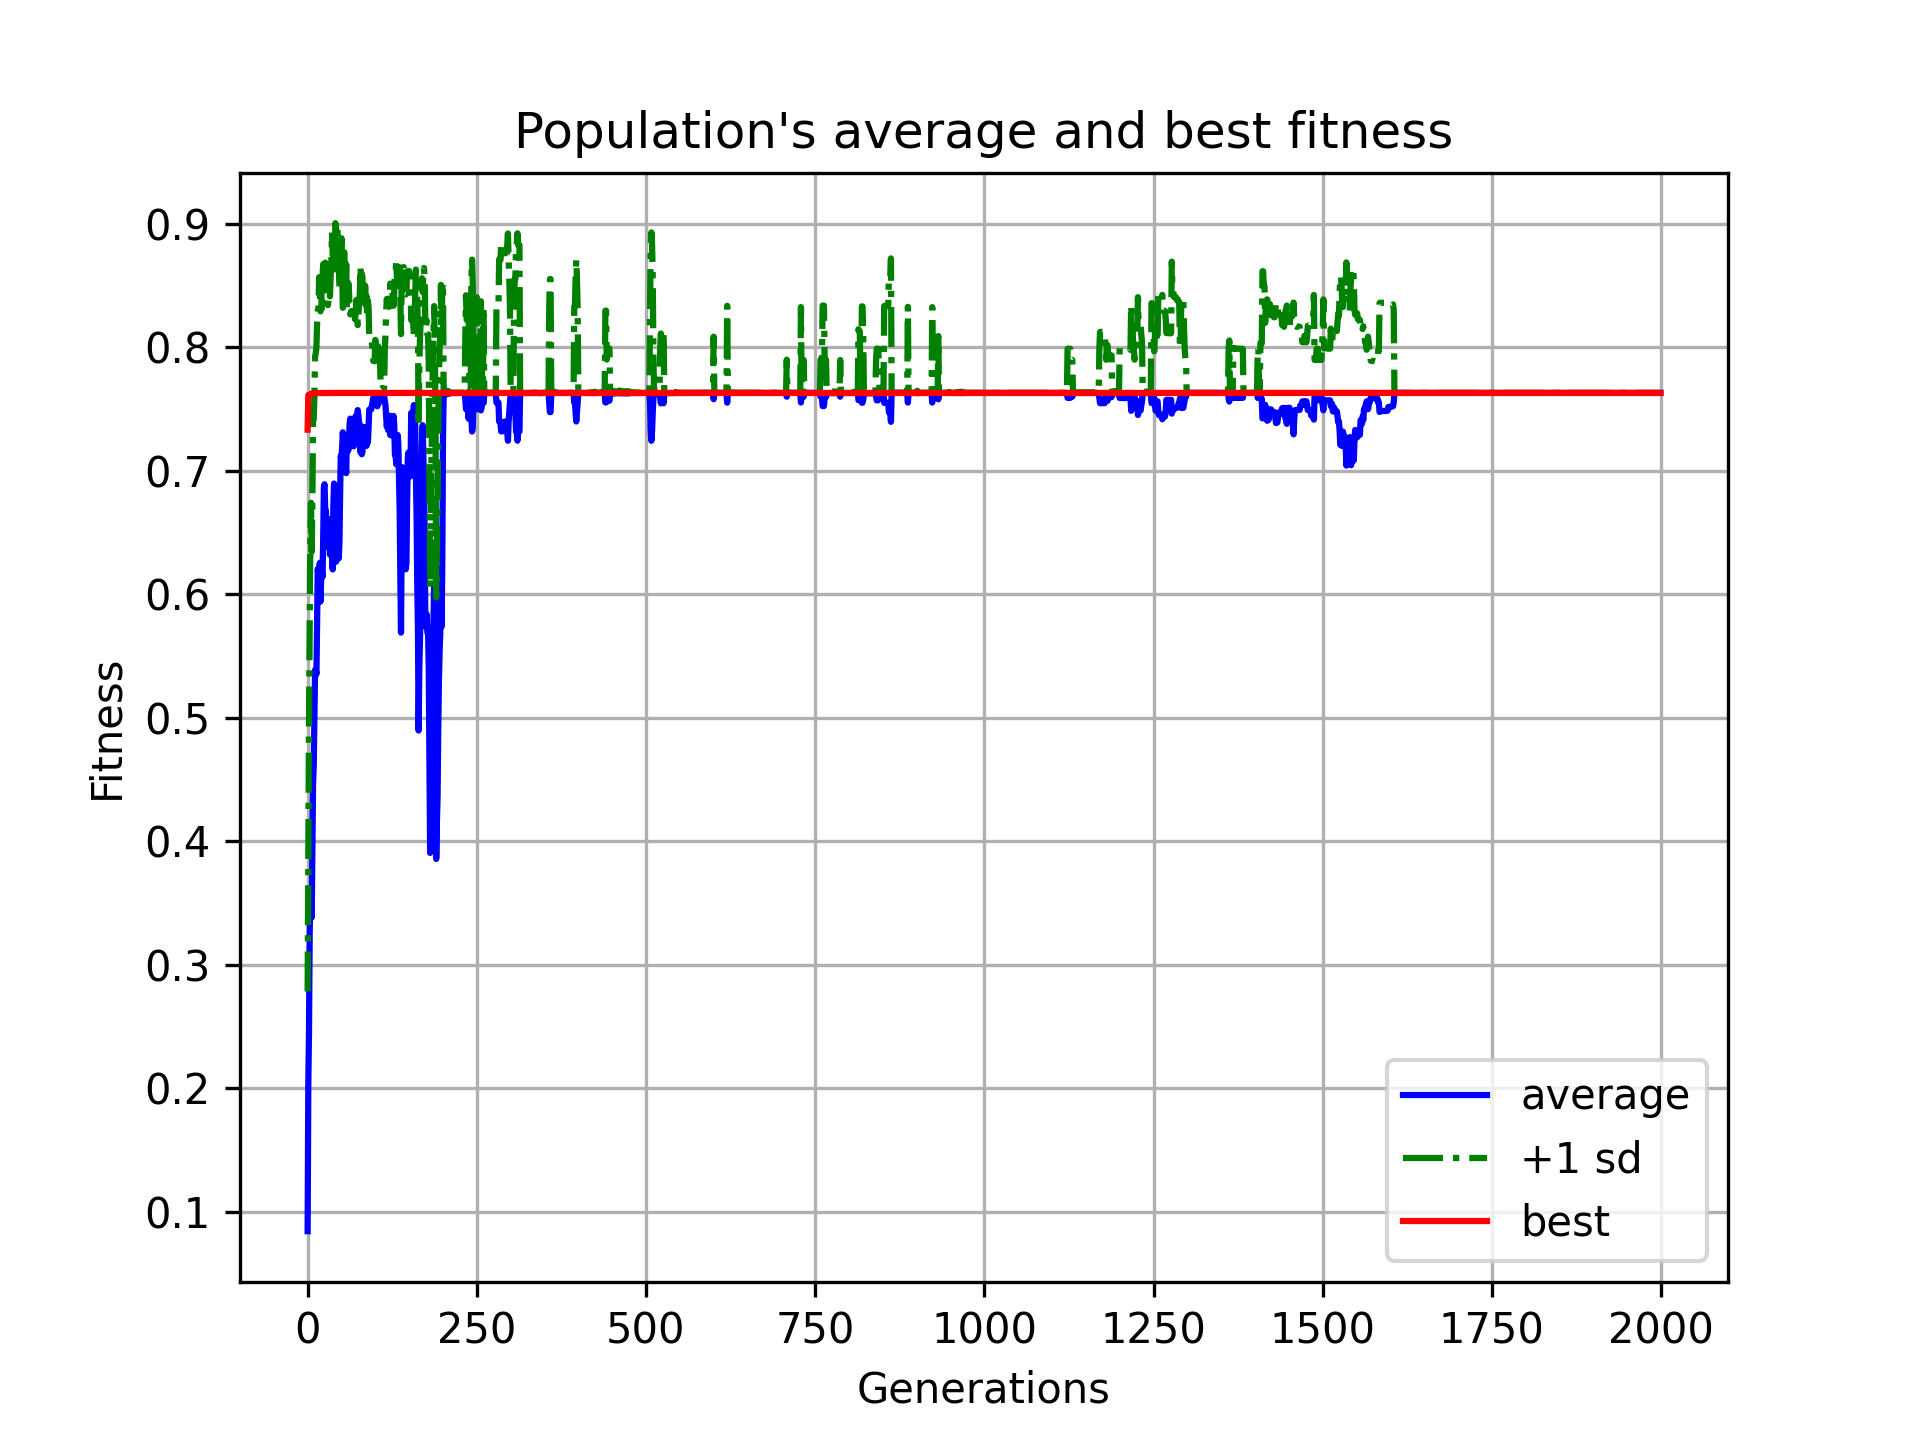 Population's average and best fitness
Fitness
0.9
0.8
0.7
0.6
0.5
0.4
0.3
0.2
0.1
0 250 500 750 1000 1250 1500 1750 2000
Generations
average
+1 sd
best